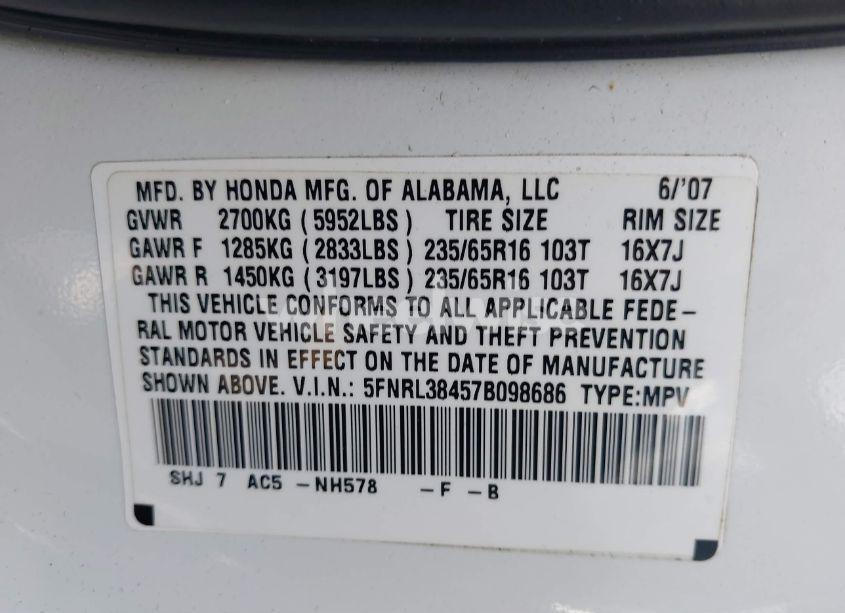 MFD. BY HONDA MFG. OF ALABAMA, LLC 6/'07
GVWR 2700KG (5952LBS) TIRE SIZE RIM SIZE
GAWR F 1285KG (2833LBS) 235/65R16 103T 16X7J
GAWR R 1450KG (3197LBS) 235/65R16 103T 16X7J
THIS VEHICLE CONFORMS TO ALL APPLICABLE FEDE-
RAL MOTOR VEHICLE SAFETY AND THEFT PREVENTION
STANDARDS IN EFFECT ON THE DATE OF MANUFACTURE
SHOWN ABOVE. V.I.N.: 5FNRL38457B098686 TYPE:MPV
SHJ 7 AC5 -NH578 -F -B